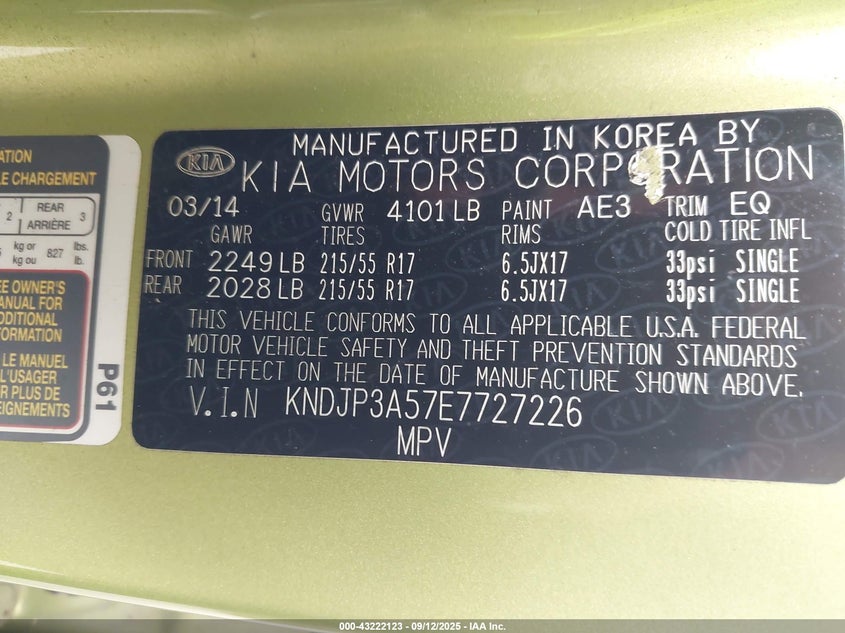 ATION
LE CHARGEMENT
2 REAR ARRIÈRE 3
kg or kg ou 827 lbs. lb.
EE OWNER'S
MANUAL FOR
ADDITIONAL
FORMATION
LE MANUEL
L'USAGER
PLUS DE
EIGNEMENTS
P61
KIA
MANUFACTURED IN KOREA BY
KIA MOTORS CORPORATION
03/14 GVWR 4101 LB PAINT AE3 TRIM EQ
GAWR TIRES RIMS COLD TIRE INFL
FRONT 2249 LB 215/55 R17 6.5JX17 33psi SINGLE
REAR 2028 LB 215/55 R17 6.5JX17 33psi SINGLE
THIS VEHICLE CONFORMS TO ALL APPLICABLE U.S.A. FEDERAL
MOTOR VEHICLE SAFETY AND THEFT PREVENTION STANDARDS
IN EFFECT ON THE DATE OF MANUFACTURE SHOWN ABOVE.
V.I.N KNDJP3A57E7727226
MPV
000-43222123 - 09/12/2025 - IAA Inc.